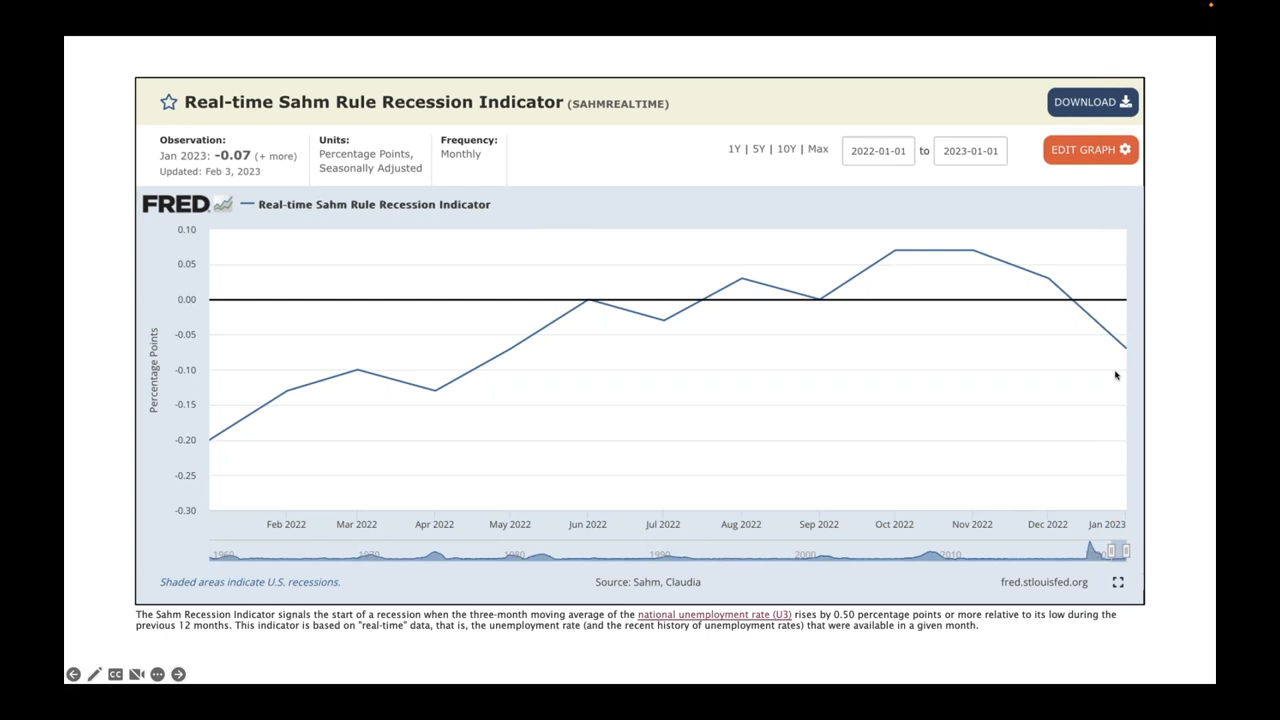 Real-time Sahm Rule Recession Indicator (SAHMREALTIME)
DOWNLOAD
Observation:
Jan 2023: -0.07 (+ more)
Updated: Feb 3, 2023
Units:
Percentage Points,
Seasonally Adjusted
Frequency:
Monthly
1Y | 5Y | 10Y | Max
2022-01-01 to 2023-01-01
EDIT GRAPH
FRED
Real-time Sahm Rule Recession Indicator
Percentage Points
0.10
0.05
0.00
-0.05
-0.10
-0.15
-0.20
-0.25
-0.30
Feb 2022 Mar 2022 Apr 2022 May 2022 Jun 2022 Jul 2022 Aug 2022 Sep 2022 Oct 2022 Nov 2022 Dec 2022 Jan 2023
1960 1970 1980 1990 2000 2010
Shaded areas indicate U.S. recessions.
Source: Sahm, Claudia
fred.stlouisfed.org
The Sahm Recession Indicator signals the start of a recession when the three-month moving average of the national unemployment rate (U3) rises by 0.50 percentage points or more relative to its low during the
previous 12 months. This indicator is based on "real-time" data, that is, the unemployment rate (and the recent history of unemployment rates) that were available in a given month.
CC